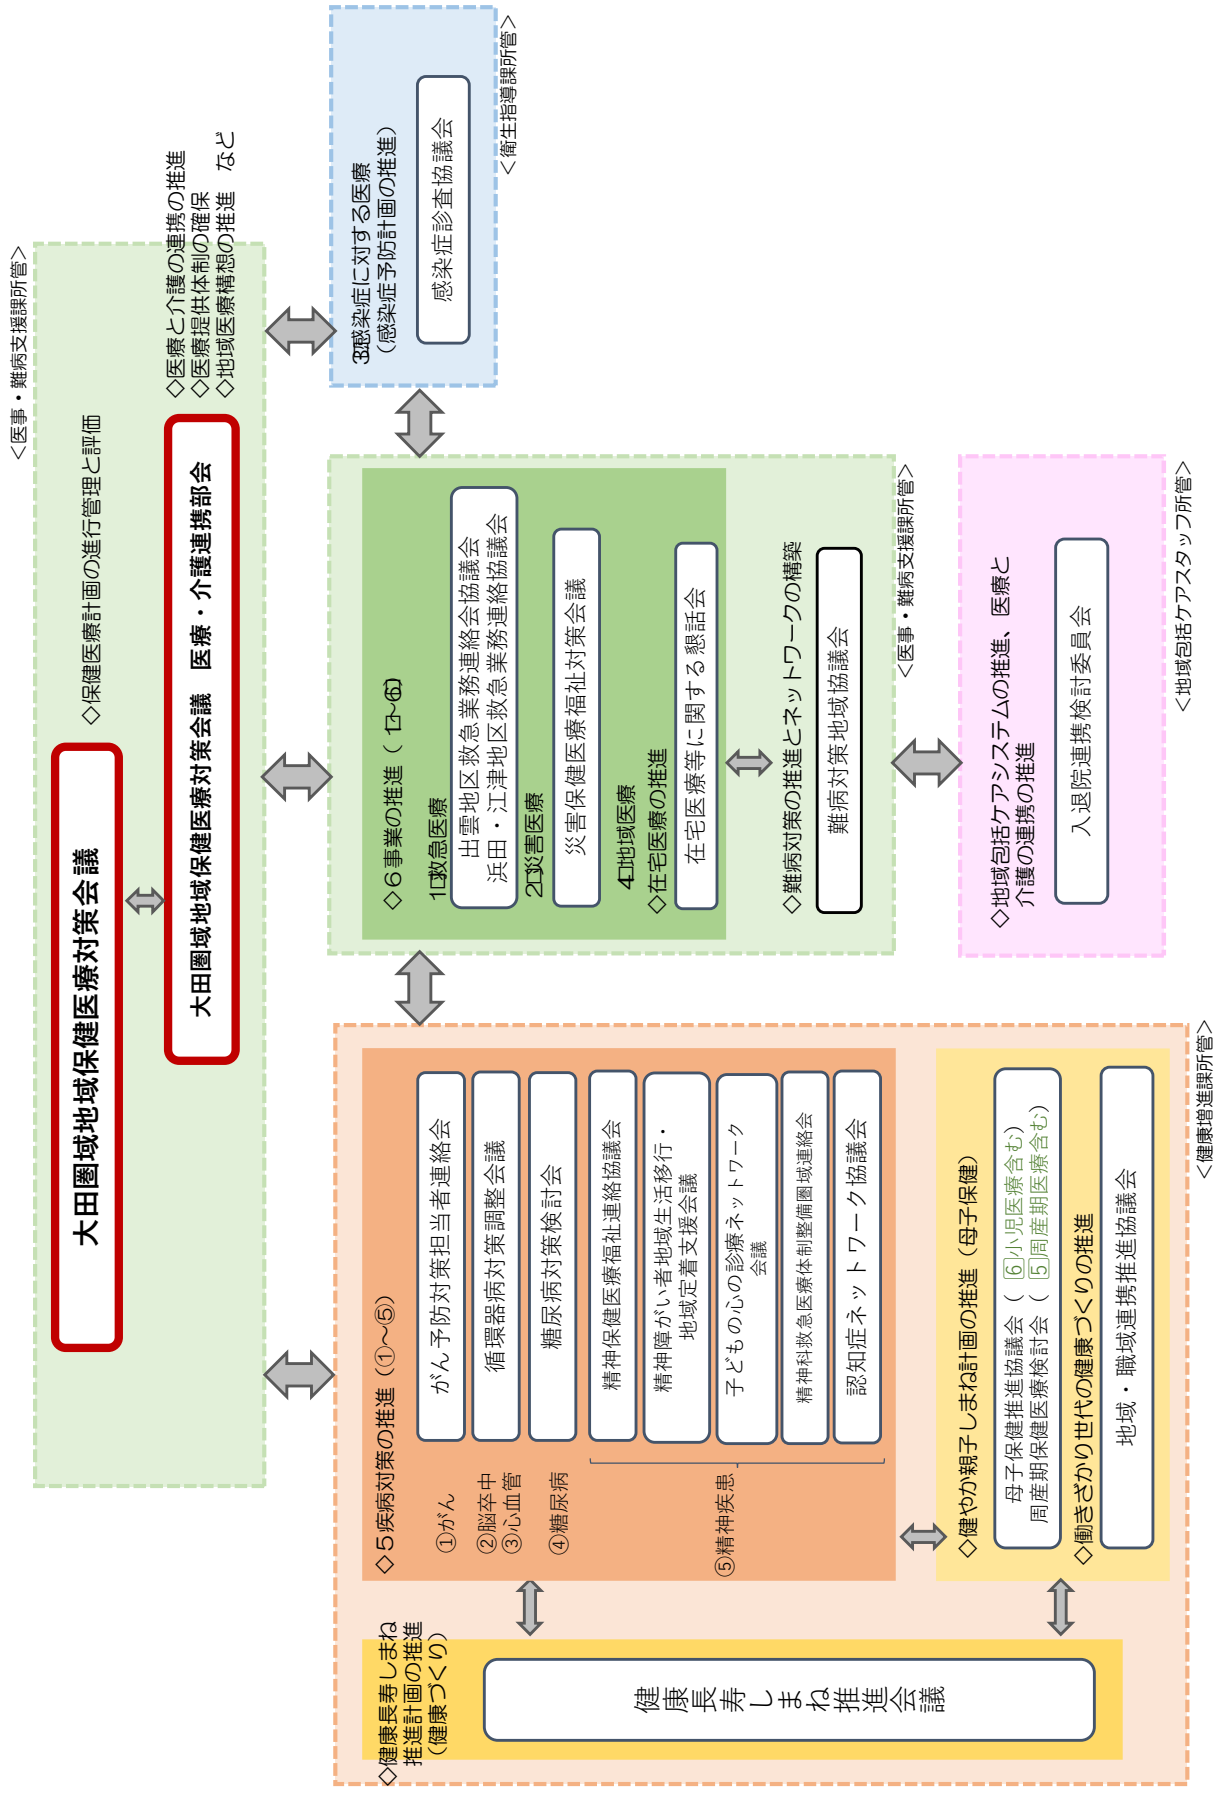 ＜医事・難病支援課所管＞
大田圏域地域保健医療対策会議
◇保健医療計画の進行管理と評価
大田圏域地域保健医療対策会議　医療・介護連携部会
◇医療と介護の連携の推進
◇医療提供体制の確保
◇地域医療構想の推進　など
◇健康長寿しまね
推進計画の推進
（健康づくり）
健康長寿しまね推進会議
◇５疾病対策の推進（①～⑤）
①がん
がん予防対策担当者連絡会
②脳卒中
③心血管
循環器病対策調整会議
④糖尿病
糖尿病対策検討会
⑤精神疾患
精神保健医療福祉連絡協議会
精神障がい者地域生活移行・
地域定着支援会議
子どもの心の診療ネットワーク
会議
精神科救急医療体制整備圏域連絡会
認知症ネットワーク協議会
◇健やか親子しまね計画の推進（母子保健）
母子保健推進協議会（ 6小児医療含む）
周産期保健医療検討会（ 5周産期医療含む）
◇働きざかり世代の健康づくりの推進
地域・職域連携推進協議会
＜健康増進課所管＞
◇６事業の推進（ 1～6）
1救急医療
出雲地区救急業務連絡会協議会
浜田・江津地区救急業務連絡協議会
2災害医療
災害保健医療福祉対策会議
4地域医療
◇在宅医療の推進
在宅医療等に関する懇話会
◇難病対策の推進とネットワークの構築
難病対策地域協議会
＜医事・難病支援課所管＞
◇地域包括ケアシステムの推進、医療と
介護の連携の推進
入退院連携検討委員会
＜地域包括ケアスタッフ所管＞
3感染症に対する医療
（感染症予防計画の推進）
感染症診査協議会
＜衛生指導課所管＞